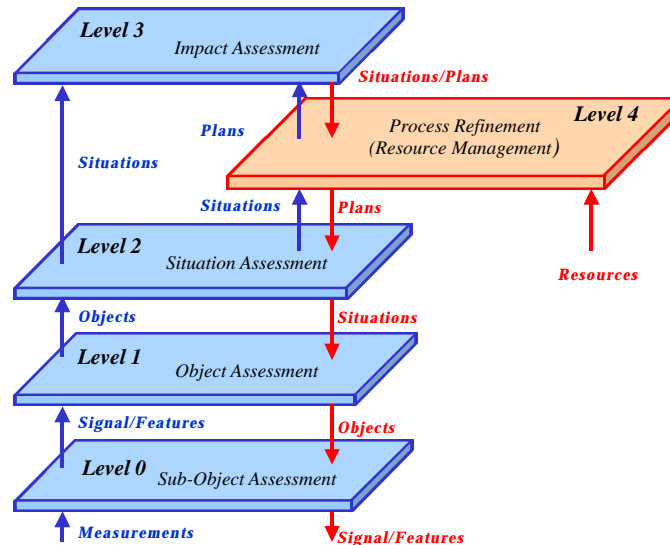 Level 3
Impact Assessment
Situations/Plans
Level 4
Plans
Process Refinement
(Resource Management)
Situations
Situations
Plans
Level 2
Situation Assessment
Resources
Objects
Situations
Level 1
Object Assessment
Signal/Features
Objects
Level 0
Sub-Object Assessment
Measurements
Signal/Features